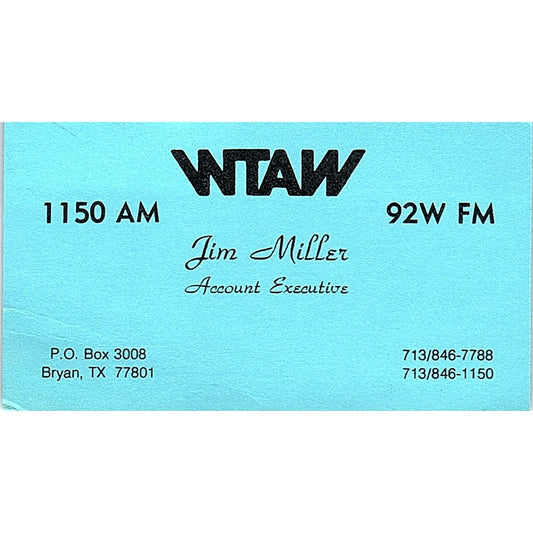 WTAW
1150 AM
92W FM
Jim Miller
Account Executive
P.O. Box 3008
Bryan, TX 77801
713/846-7788
713/846-1150